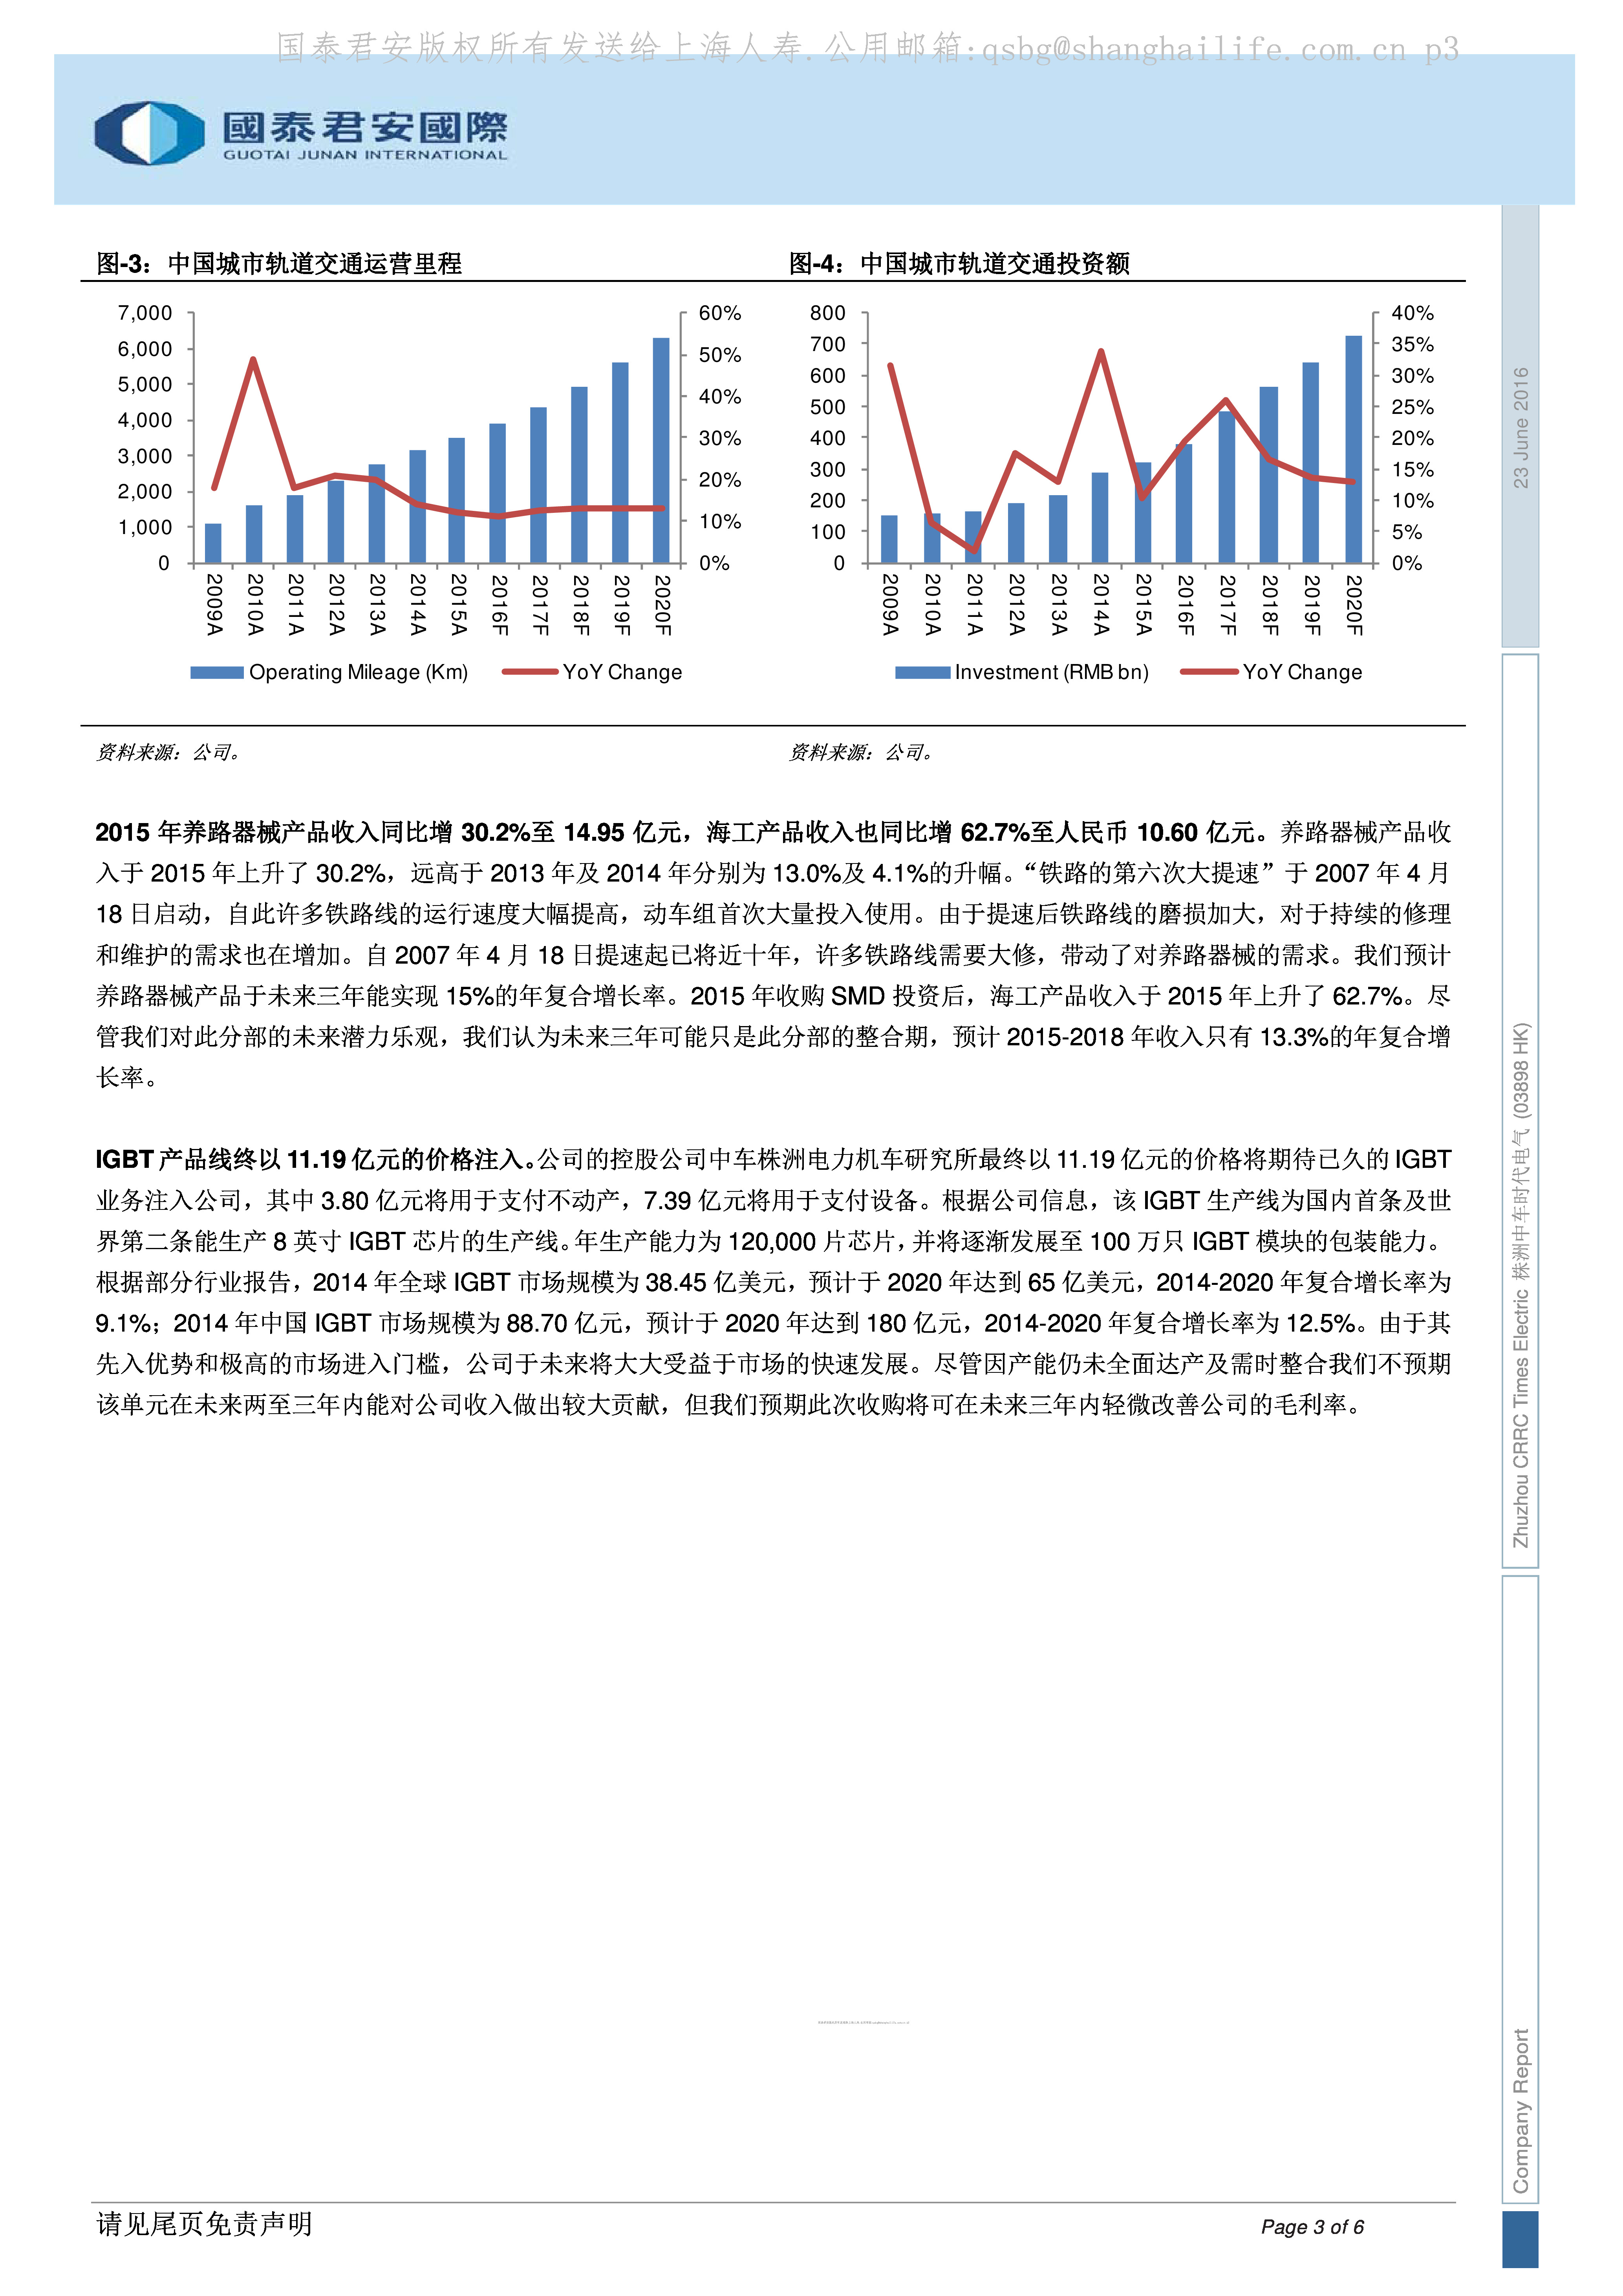 国泰君安版权所有发送给上海人寿.公用邮箱:qsbg@shanghailife.com.cn p3
國泰君安國際
GUOTAI JUNAN INTERNATIONAL
图-3：中国城市轨道交通运营里程
7,000
6,000
5,000
4,000
3,000
2,000
1,000
0
60%
50%
40%
30%
20%
10%
0%
2009A
2010A
2011A
2012A
2013A
2014A
2015A
2016F
2017F
2018F
2019F
2020F
Operating Mileage (Km)
YoY Change
图-4：中国城市轨道交通投资额
800
700
600
500
400
300
200
100
0
40%
35%
30%
25%
20%
15%
10%
5%
0%
2009A
2010A
2011A
2012A
2013A
2014A
2015A
2016F
2017F
2018F
2019F
2020F
Investment (RMB bn)
YoY Change
资料来源：公司。
资料来源：公司。
2015 年养路器械产品收入同比增 30.2%至 14.95 亿元，海工产品收入也同比增 62.7%至人民币 10.60 亿元。养路器械产品收
入于 2015 年上升了 30.2%，远高于 2013 年及 2014 年分别为 13.0%及 4.1%的升幅。“铁路的第六次大提速”于 2007 年 4 月
18 日启动，自此许多铁路线的运行速度大幅提高，动车组首次大量投入使用。由于提速后铁路线的磨损加大，对于持续的修理
和维护的需求也在增加。自 2007 年 4 月 18 日提速起已将近十年，许多铁路线需要大修，带动了对养路器械的需求。我们预计
养路器械产品于未来三年能实现 15%的年复合增长率。2015 年收购 SMD 投资后，海工产品收入于 2015 年上升了 62.7%。尽
管我们对此分部的未来潜力乐观，我们认为未来三年可能只是此分部的整合期，预计 2015-2018 年收入只有 13.3%的年复合增
长率。
IGBT 产品线终以 11.19 亿元的价格注入。公司的控股公司中车株洲电力机车研究所最终以 11.19 亿元的价格将期待已久的 IGBT
业务注入公司，其中 3.80 亿元将用于支付不动产，7.39 亿元将用于支付设备。根据公司信息，该 IGBT 生产线为国内首条及世
界第二条能生产 8 英寸 IGBT 芯片的生产线。年生产能力为 120,000 片芯片，并将逐渐发展至 100 万只 IGBT 模块的包装能力。
根据部分行业报告，2014 年全球 IGBT 市场规模为 38.45 亿美元，预计于 2020 年达到 65 亿美元，2014-2020 年复合增长率为
9.1%；2014 年中国 IGBT 市场规模为 88.70 亿元，预计于 2020 年达到 180 亿元，2014-2020 年复合增长率为 12.5%。由于其
先入优势和极高的市场进入门槛，公司于未来将大大受益于市场的快速发展。尽管因产能仍未全面达产及需时整合我们不预期
该单元在未来两至三年内能对公司收入做出较大贡献，但我们预期此次收购将可在未来三年内轻微改善公司的毛利率。
23 June 2016
Zhuzhou CRRC Times Electric 株洲中车时代电气 (03898 HK)
Company Report
请见尾页免责声明
Page 3 of 6